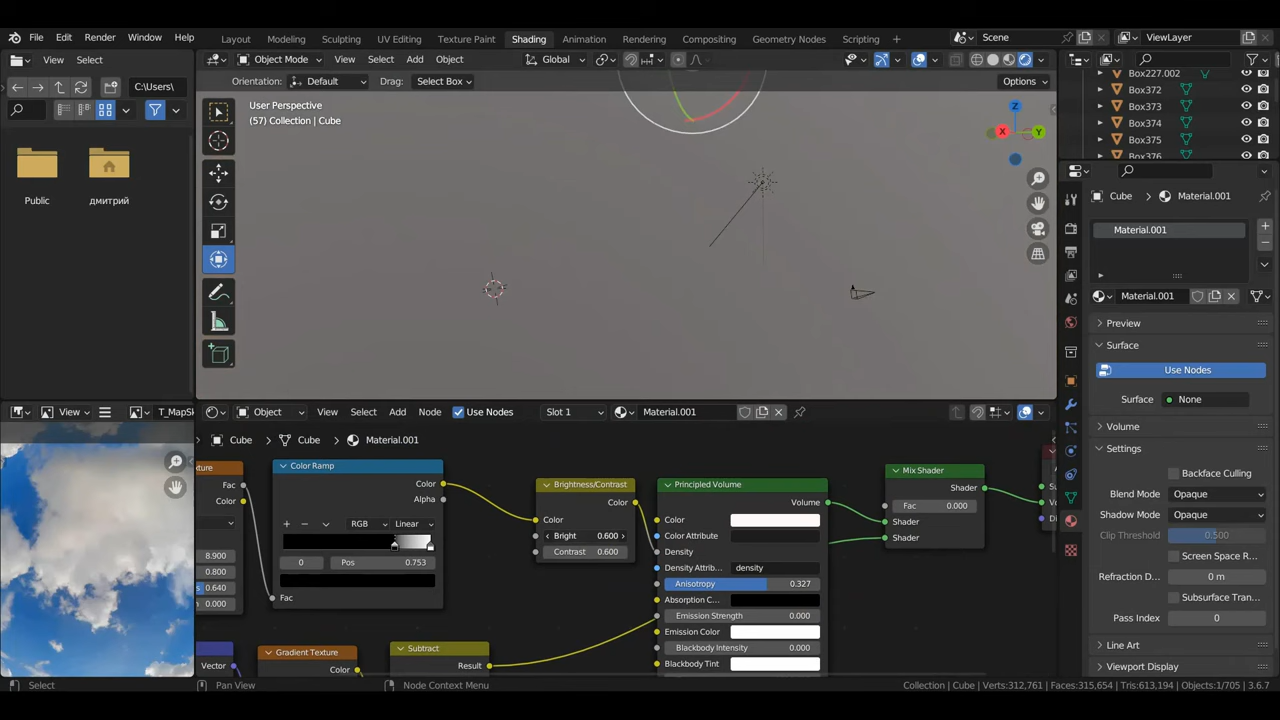 File Edit Render Window Help
Layout Modeling Sculpting UV Editing Texture Paint Shading Animation Rendering Compositing Geometry Nodes Scripting
Scene ViewLayer
View Select
Object Mode View Select Add Object Global
Orientation: Default Drag: Select Box Options
C:\Users\
Public
дмитрий
User Perspective
(57) Collection | Cube
X Y Z
Box227.002
Box372
Box373
Box374
Box375
Box376
Cube Material.001
Material.001
Material.001
Preview
Surface
Use Nodes
Surface None
Volume
Settings
Backface Culling
Blend Mode Opaque
Shadow Mode Opaque
Clip Threshold 0.500
Screen Space R...
Refraction D... 0 m
Subsurface Tran...
Pass Index 0
Line Art
Viewport Display
View T_MapSk
Object View Select Add Node Use Nodes Slot 1 Material.001
Cube Cube Material.001
Fac
Color
8.900
0.800
0.640
0.000
Color Ramp
Color
Alpha
RGB Linear
0 Pos 0.753
Fac
Brightness/Contrast
Color
Color
Bright 0.600
Contrast 0.600
Principled Volume
Volume
Color
Color Attribute
Density
Density Attrib... density
Anisotropy 0.327
Absorption C...
Emission Strength 0.000
Emission Color
Blackbody Intensity 0.000
Blackbody Tint
Mix Shader
Shader
Fac 0.000
Shader
Shader
Vector
Gradient Texture
Color
Subtract
Result
Select Pan View Node Context Menu
Collection | Cube | Verts:312,761 | Faces:315,654 | Tris:613,194 | Objects:1/705 | 3.6.7